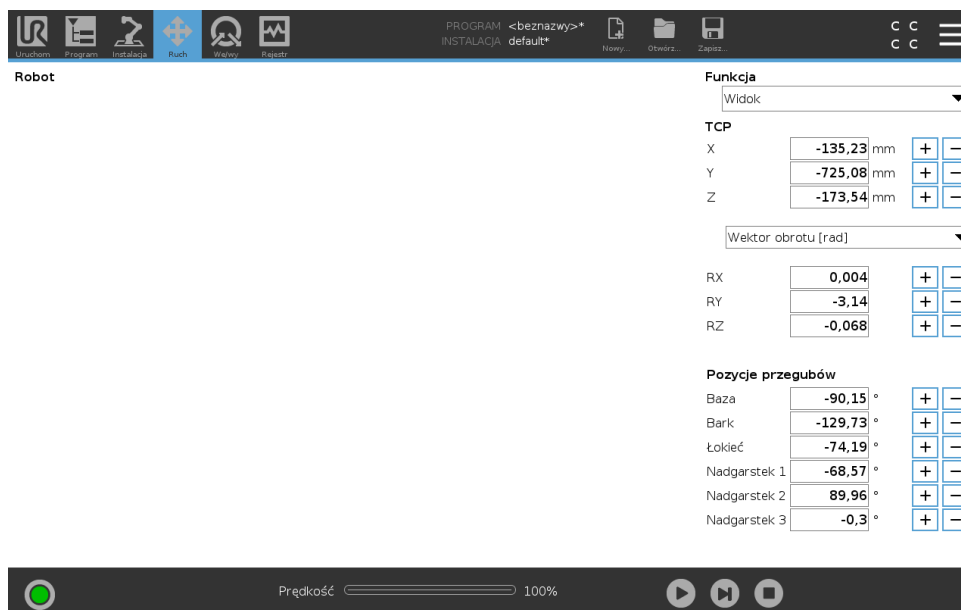 PROGRAM <beznazwy>*
INSTALACJA default*
C C
C C
UR
Uruchom Program Instalacja Ruch We/wy Rejestr
Nowy... Otwórz... Zapisz...
Robot
Funkcja
Widok
TCP
X -135,23 mm + −
Y -725,08 mm + −
Z -173,54 mm + −
Wektor obrotu [rad]
RX 0,004 + −
RY -3,14 + −
RZ -0,068 + −
Pozycje przegubów
Baza -90,15 ° + −
Bark -129,73 ° + −
Łokieć -74,19 ° + −
Nadgarstek 1 -68,57 ° + −
Nadgarstek 2 89,96 ° + −
Nadgarstek 3 -0,3 ° + −
Prędkość 100%